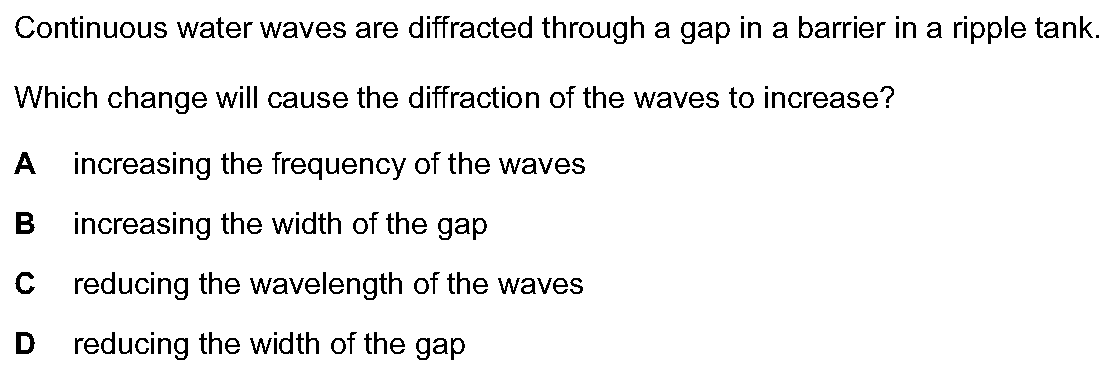 Continuous water waves are diffracted through a gap in a barrier in a ripple tank.
Which change will cause the diffraction of the waves to increase?
A increasing the frequency of the waves
B increasing the width of the gap
C reducing the wavelength of the waves
D reducing the width of the gap